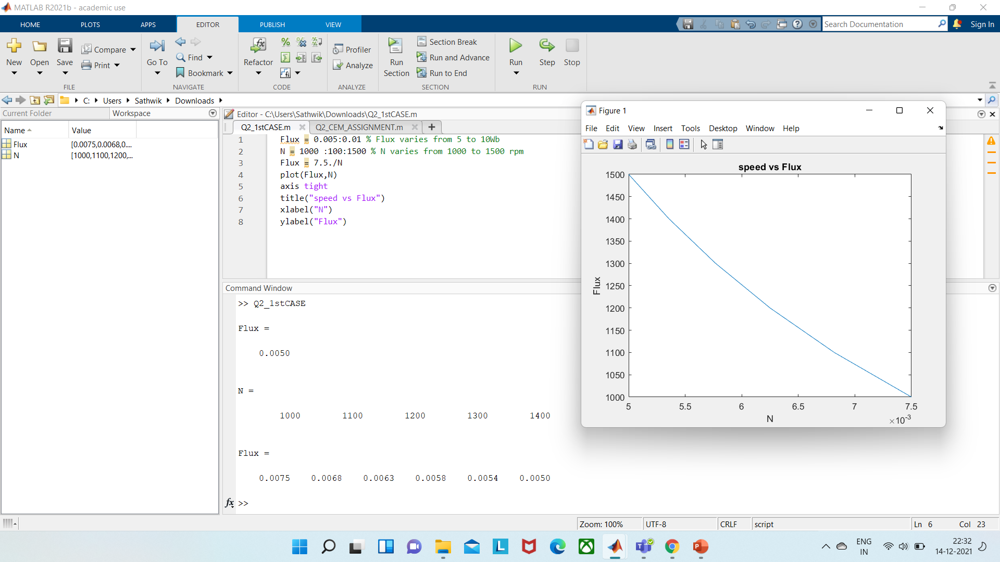 MATLAB R2021b - academic use
HOME PLOTS APPS EDITOR PUBLISH VIEW
Search Documentation
Sign In
New Open Save
Compare
Print
FILE
Go To
Find
Bookmark
NAVIGATE
Refactor
CODE
Profiler
Analyze
ANALYZE
Run Section
Section Break
Run and Advance
Run to End
SECTION
Run Step Stop
RUN
C: Users Sathwik Downloads
Current Folder
Workspace
Name Value
Flux [0.0075,0.0068,0....
N [1000,1100,1200,...
Editor - C:\Users\Sathwik\Downloads\Q2_1stCASE.m
Q2_1stCASE.m Q2_CEM_ASSIGNMENT.m
1 Flux = 0.005:0.01 % Flux varies from 5 to 10Wb
2 N = 1000 :100:1500 % N varies from 1000 to 1500 rpm
3 Flux = 7.5./N
4 plot(Flux,N)
5 axis tight
6 title("speed vs Flux")
7 xlabel("N")
8 ylabel("Flux")
Command Window
>> Q2_1stCASE
Flux =
0.0050
N =
1000 1100 1200 1300 1400
Flux =
0.0075 0.0068 0.0063 0.0058 0.0054 0.0050
fx >>
Figure 1
File Edit View Insert Tools Desktop Window Help
speed vs Flux
1500
1450
1400
1350
1300
1250
1200
1150
1100
1050
1000
Flux
5 5.5 6 6.5 7 7.5
N
×10-3
Zoom: 100% UTF-8 CRLF script Ln 6 Col 23
ENG
IN
22:32
14-12-2021